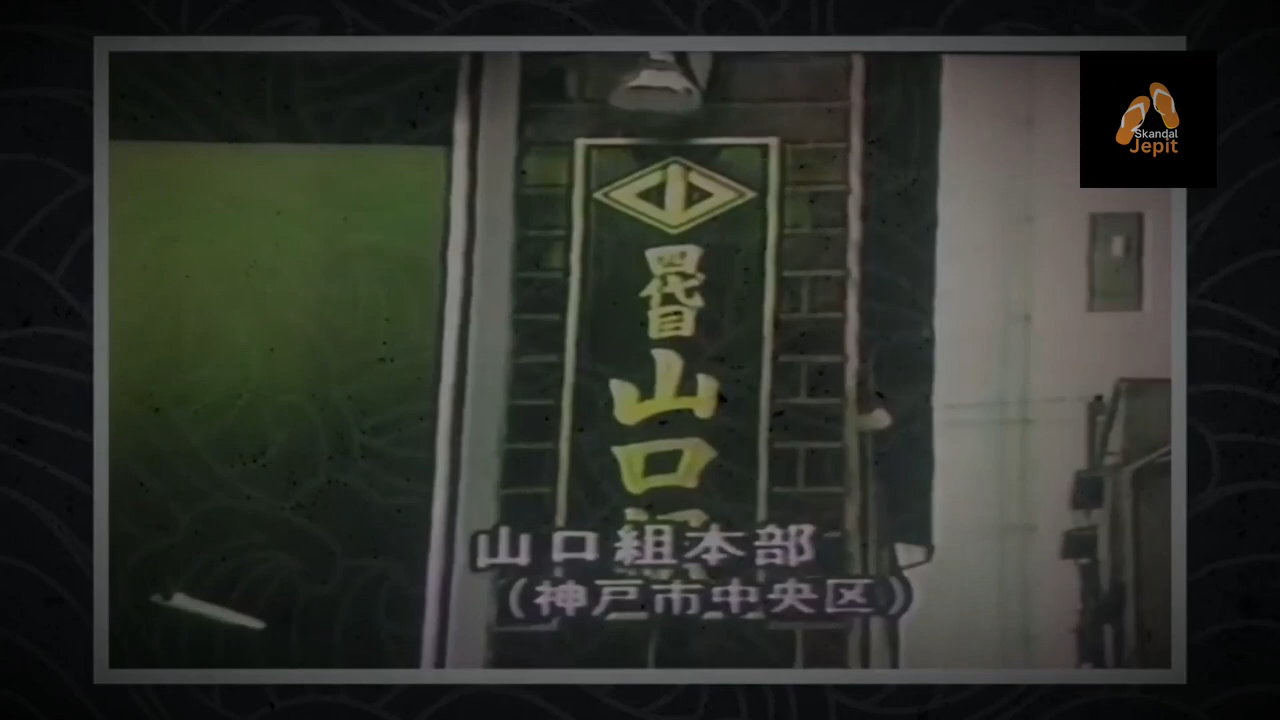 Skandal
Jepit
四代目
山口
山口組本部
(神戸市中央区)